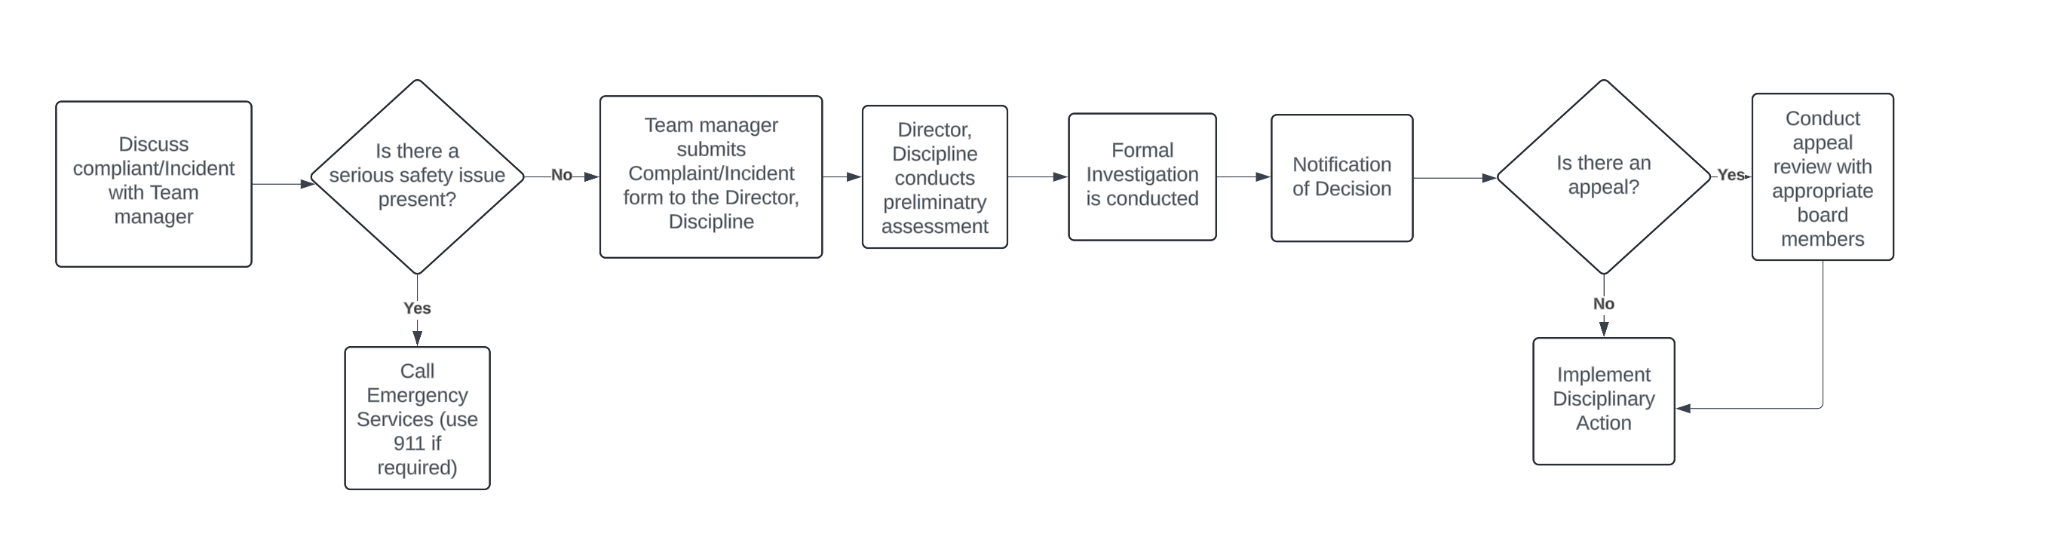 Discuss
compliant/Incident
with Team
manager
Is there a
serious safety issue
present?
No
Yes
Call
Emergency
Services (use
911 if
required)
Team manager
submits
Complaint/Incident
form to the Director,
Discipline
Director,
Discipline
conducts
preliminatry
assessment
Formal
Investigation
is conducted
Notification
of Decision
Is there an
appeal?
Yes
No
Conduct
appeal
review with
appropriate
board
members
Implement
Disciplinary
Action